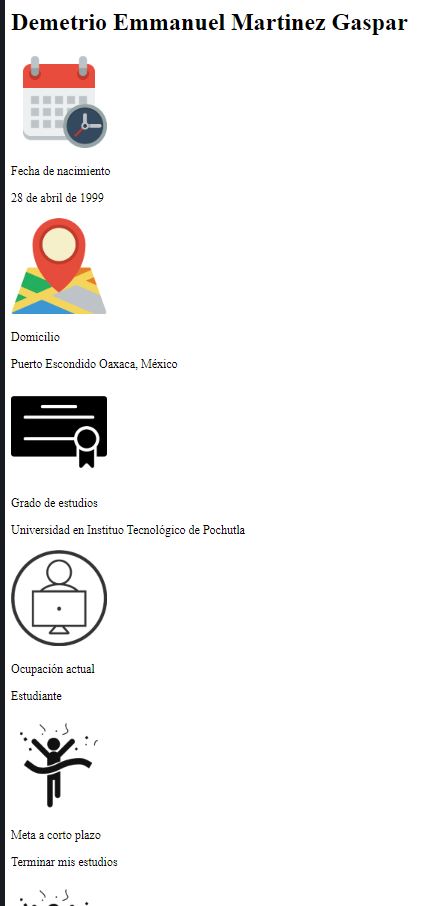 Demetrio Emmanuel Martinez Gaspar
Fecha de nacimiento
28 de abril de 1999
Domicilio
Puerto Escondido Oaxaca, México
Grado de estudios
Universidad en Instituo Tecnológico de Pochutla
Ocupación actual
Estudiante
Meta a corto plazo
Terminar mis estudios